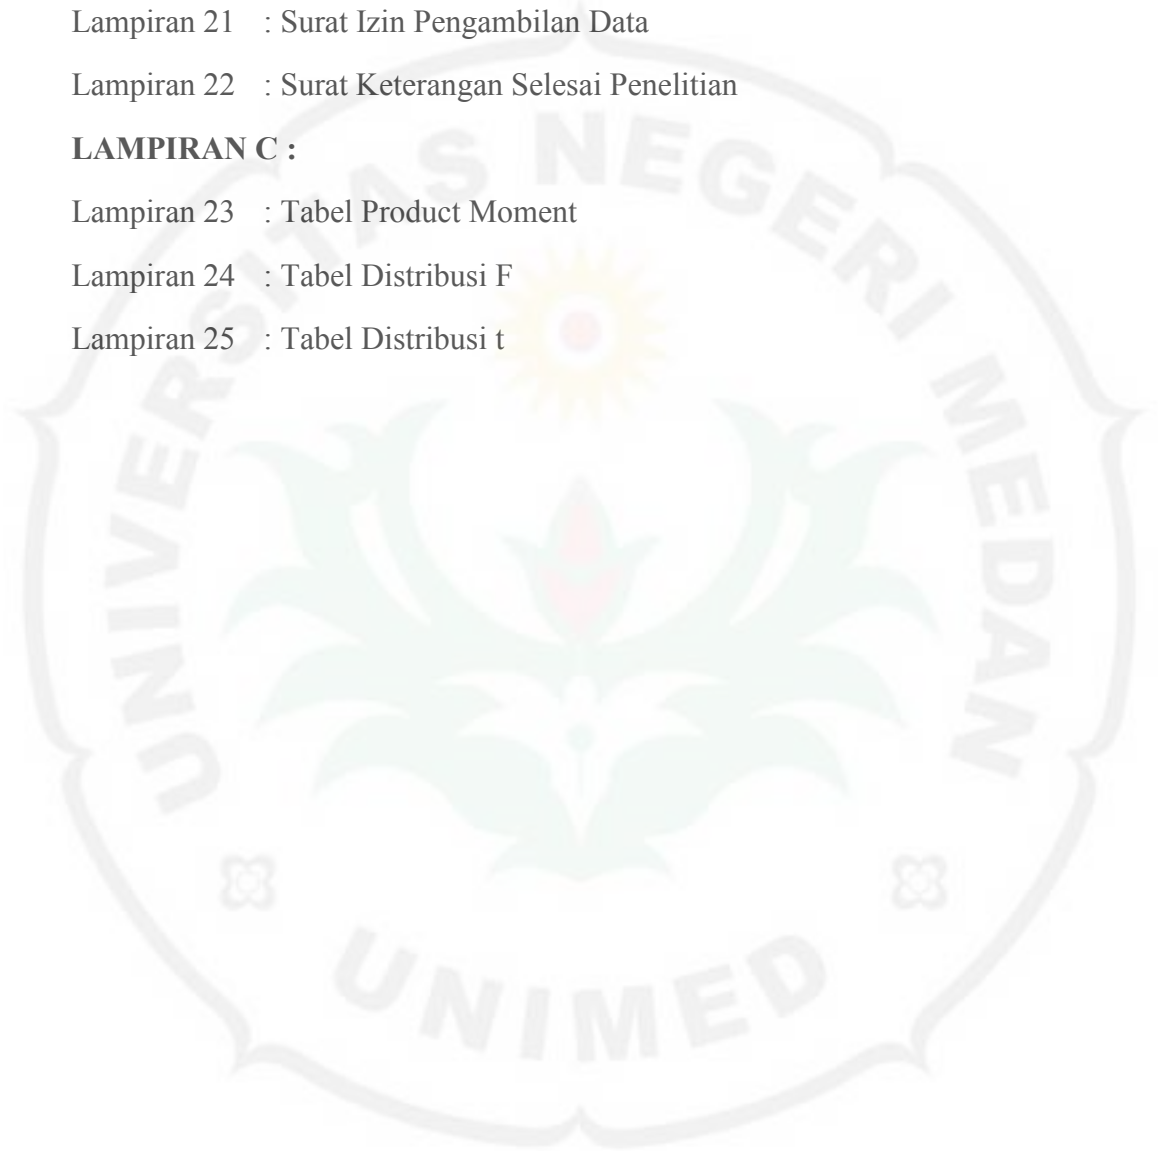 Lampiran 21 : Surat Izin Pengambilan Data
Lampiran 22 : Surat Keterangan Selesai Penelitian
LAMPIRAN C :
Lampiran 23 : Tabel Product Moment
Lampiran 24 : Tabel Distribusi F
Lampiran 25 : Tabel Distribusi t
UNIVERSITAS NEGERI MEDAN
UNIMED